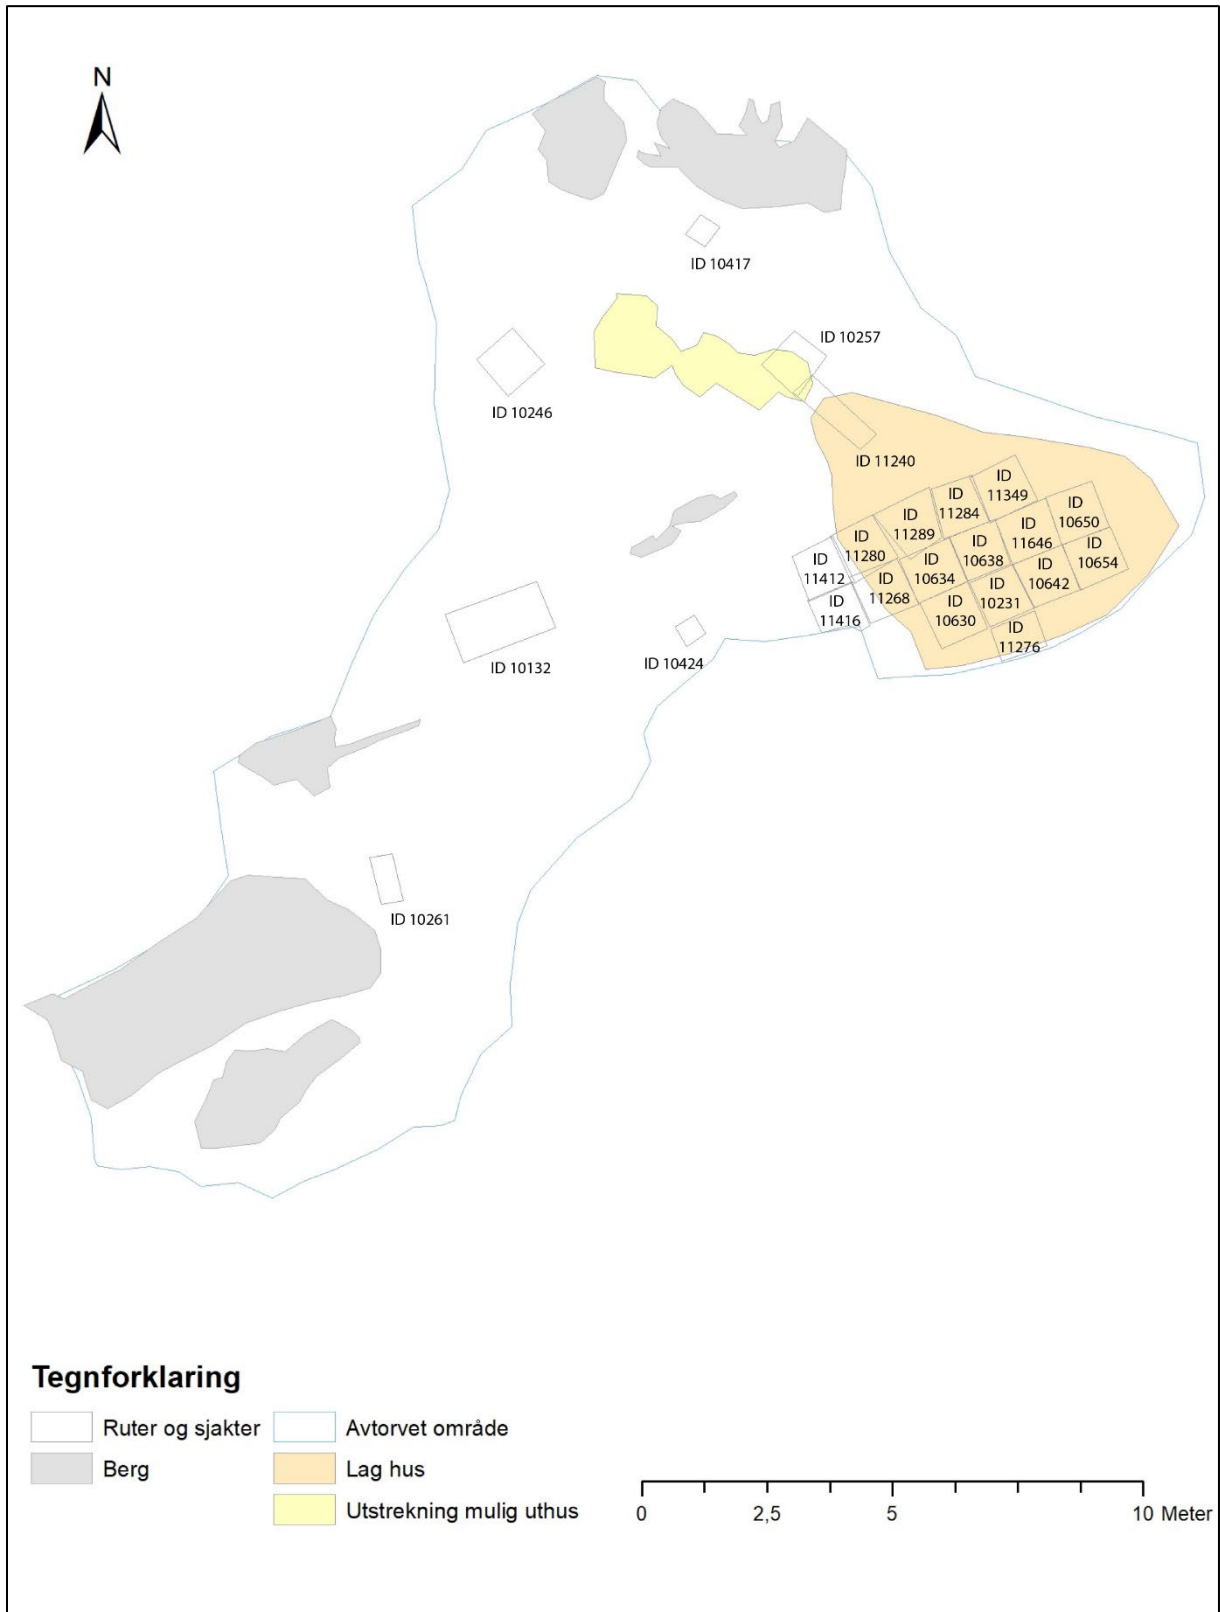 N
ID 10417
ID 10257
ID 10246
ID 11240
ID
11349
ID
11284
ID
10650
ID
11289
ID
11646
ID
11280
ID
10638
ID
10654
ID
11412
ID
10634
ID
10642
ID
11268
ID
10231
ID
11416
ID
10630
ID
11276
ID 10132
ID 10424
ID 10261
Tegnforklaring
Ruter og sjakter
Avtorvet område
Berg
Lag hus
Utstrekning mulig uthus
0 2,5 5 10 Meter